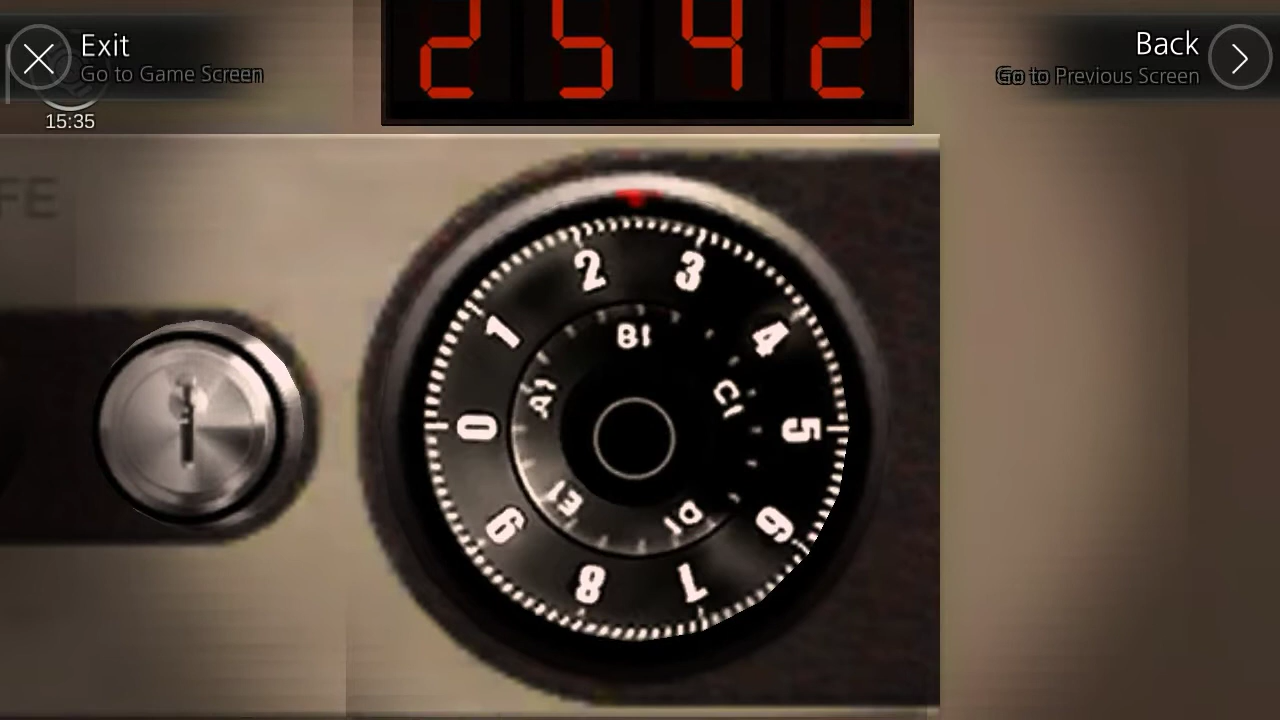 2542
Exit
Go to Game Screen
15:35
Back
Go to Previous Screen
FE
2
3
1
4
B1
A1
C1
0
5
E1
D1
9
6
8
7